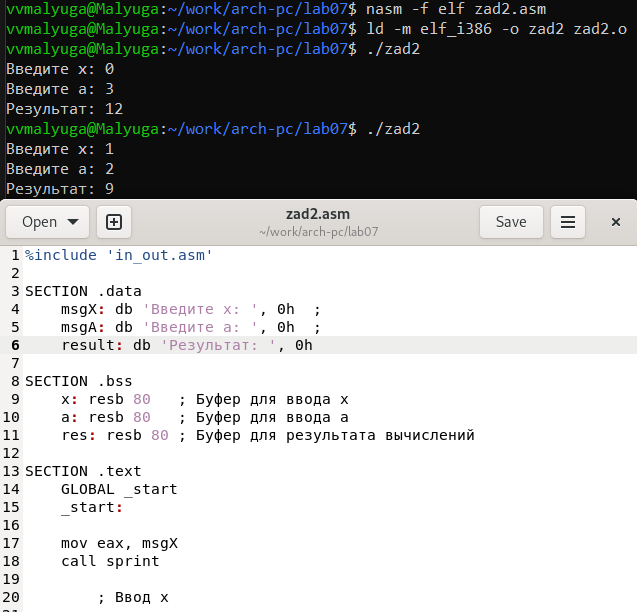 vvmalyuga@Malyuga:~/work/arch-pc/lab07$ nasm -f elf zad2.asm
vvmalyuga@Malyuga:~/work/arch-pc/lab07$ ld -m elf_i386 -o zad2 zad2.o
vvmalyuga@Malyuga:~/work/arch-pc/lab07$ ./zad2
Введите x: 0
Введите a: 3
Результат: 12
vvmalyuga@Malyuga:~/work/arch-pc/lab07$ ./zad2
Введите x: 1
Введите a: 2
Результат: 9
Open zad2.asm Save
~/work/arch-pc/lab07
1 %include 'in_out.asm'
2
3 SECTION .data
4     msgX: db 'Введите x: ', 0h  ;
5     msgA: db 'Введите a: ', 0h  ;
6     result: db 'Результат: ', 0h
7
8 SECTION .bss
9     x: resb 80   ; Буфер для ввода x
10     a: resb 80   ; Буфер для ввода a
11     res: resb 80 ; Буфер для результата вычислений
12
13 SECTION .text
14     GLOBAL _start
15     _start:
16
17     mov eax, msgX
18     call sprint
19
20         ; Ввод x
21